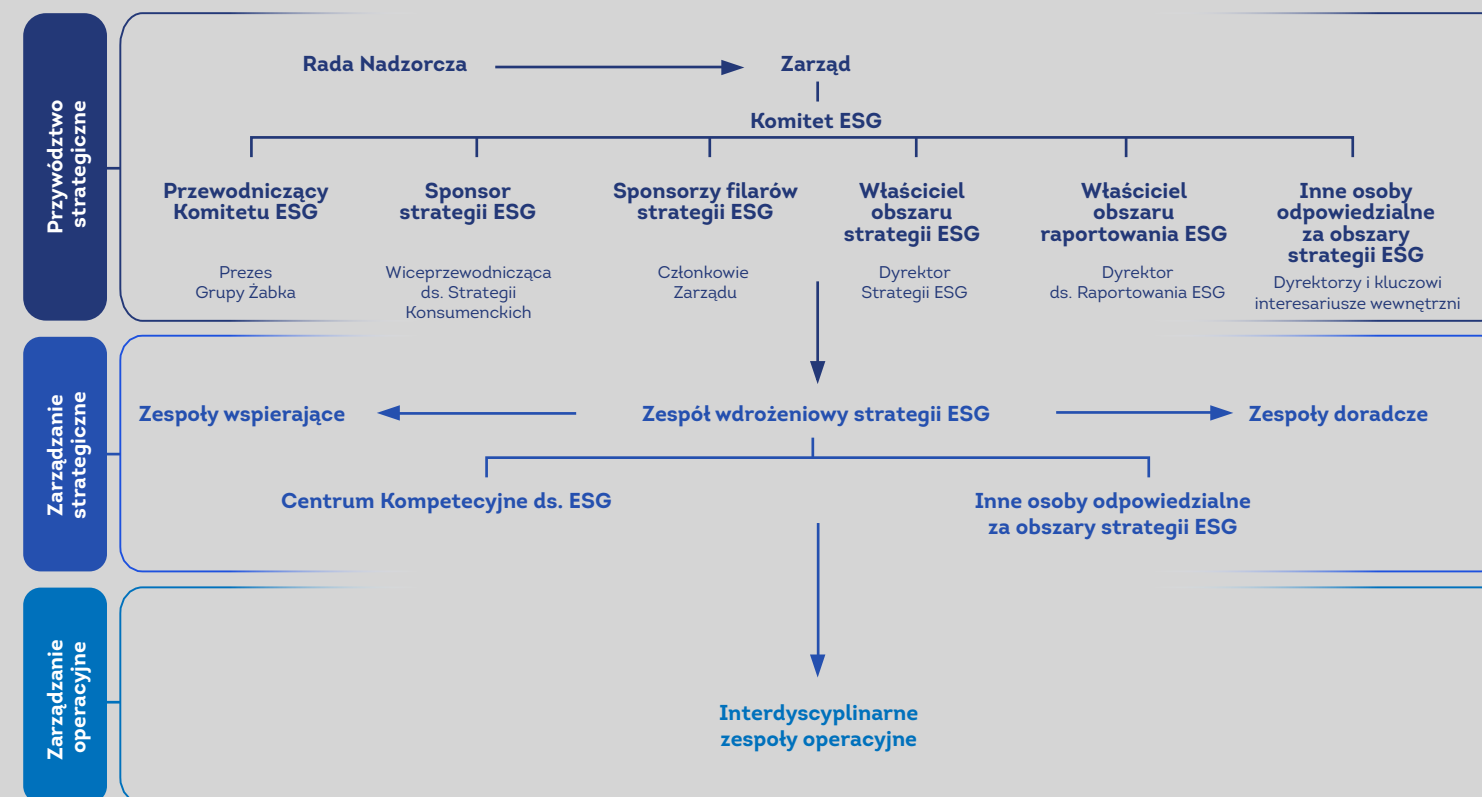 Przywództwo
strategiczne
Rada Nadzorcza
Zarząd
Komitet ESG
Przewodniczący
Komitetu ESG
Prezes
Grupy Żabka
Sponsor
strategii ESG
Wiceprzewodnicząca
ds. Strategii
Konsumenckich
Sponsorzy filarów
strategii ESG
Członkowie
Zarządu
Właściciel
obszaru
strategii ESG
Dyrektor
Strategii ESG
Właściciel
obszaru
raportowania ESG
Dyrektor
ds. Raportowania ESG
Inne osoby
odpowiedzialne
za obszary
strategii ESG
Dyrektorzy i kluczowi
interesariusze wewnętrzni
Zarządzanie
strategiczne
Zespoły wspierające
Zespół wdrożeniowy strategii ESG
Zespoły doradcze
Centrum Kompetecyjne ds. ESG
Inne osoby odpowiedzialne
za obszary strategii ESG
Zarządzanie
operacyjne
Interdyscyplinarne
zespoły operacyjne